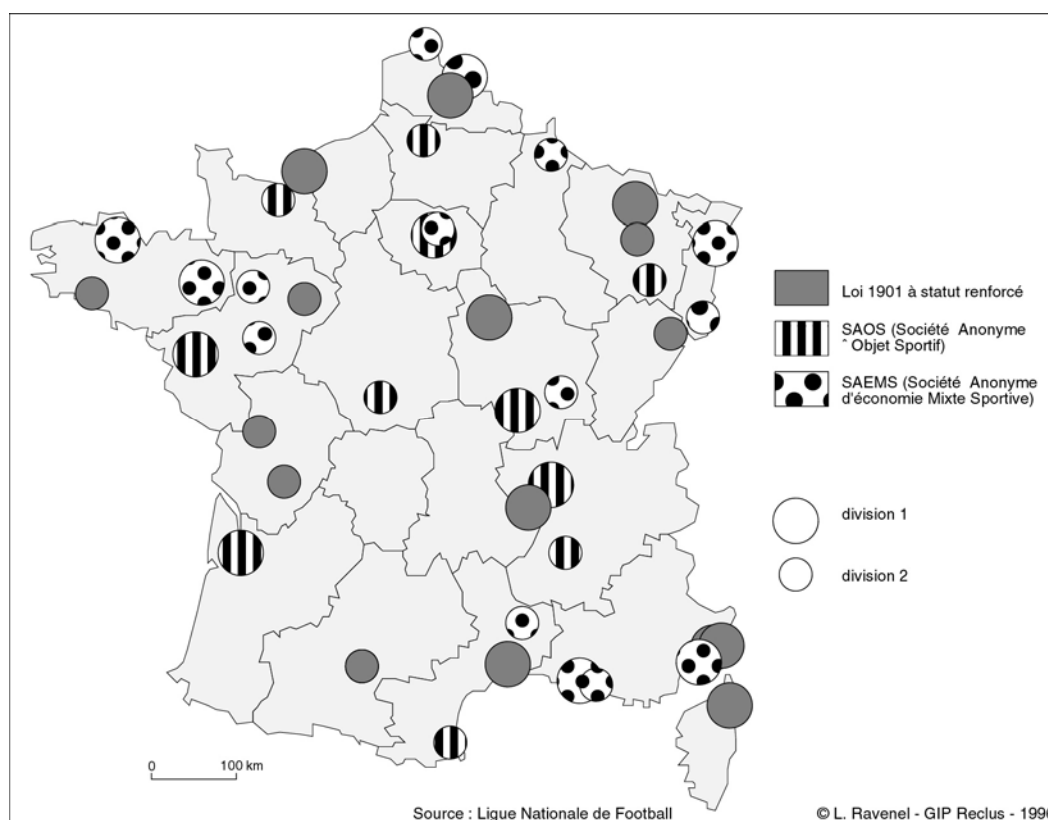 Loi 1901 à statut renforcé
SAOS (Société Anonyme
ˆ Objet Sportif)
SAEMS (Société Anonyme
d'économie Mixte Sportive)
division 1
division 2
0 100 km
Source : Ligue Nationale de Football
© L. Ravenel - GIP Reclus - 1996